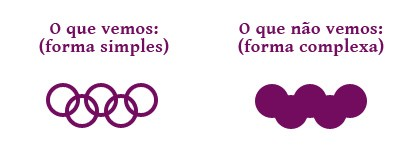 O que vemos:
(forma simples)
O que não vemos:
(forma complexa)